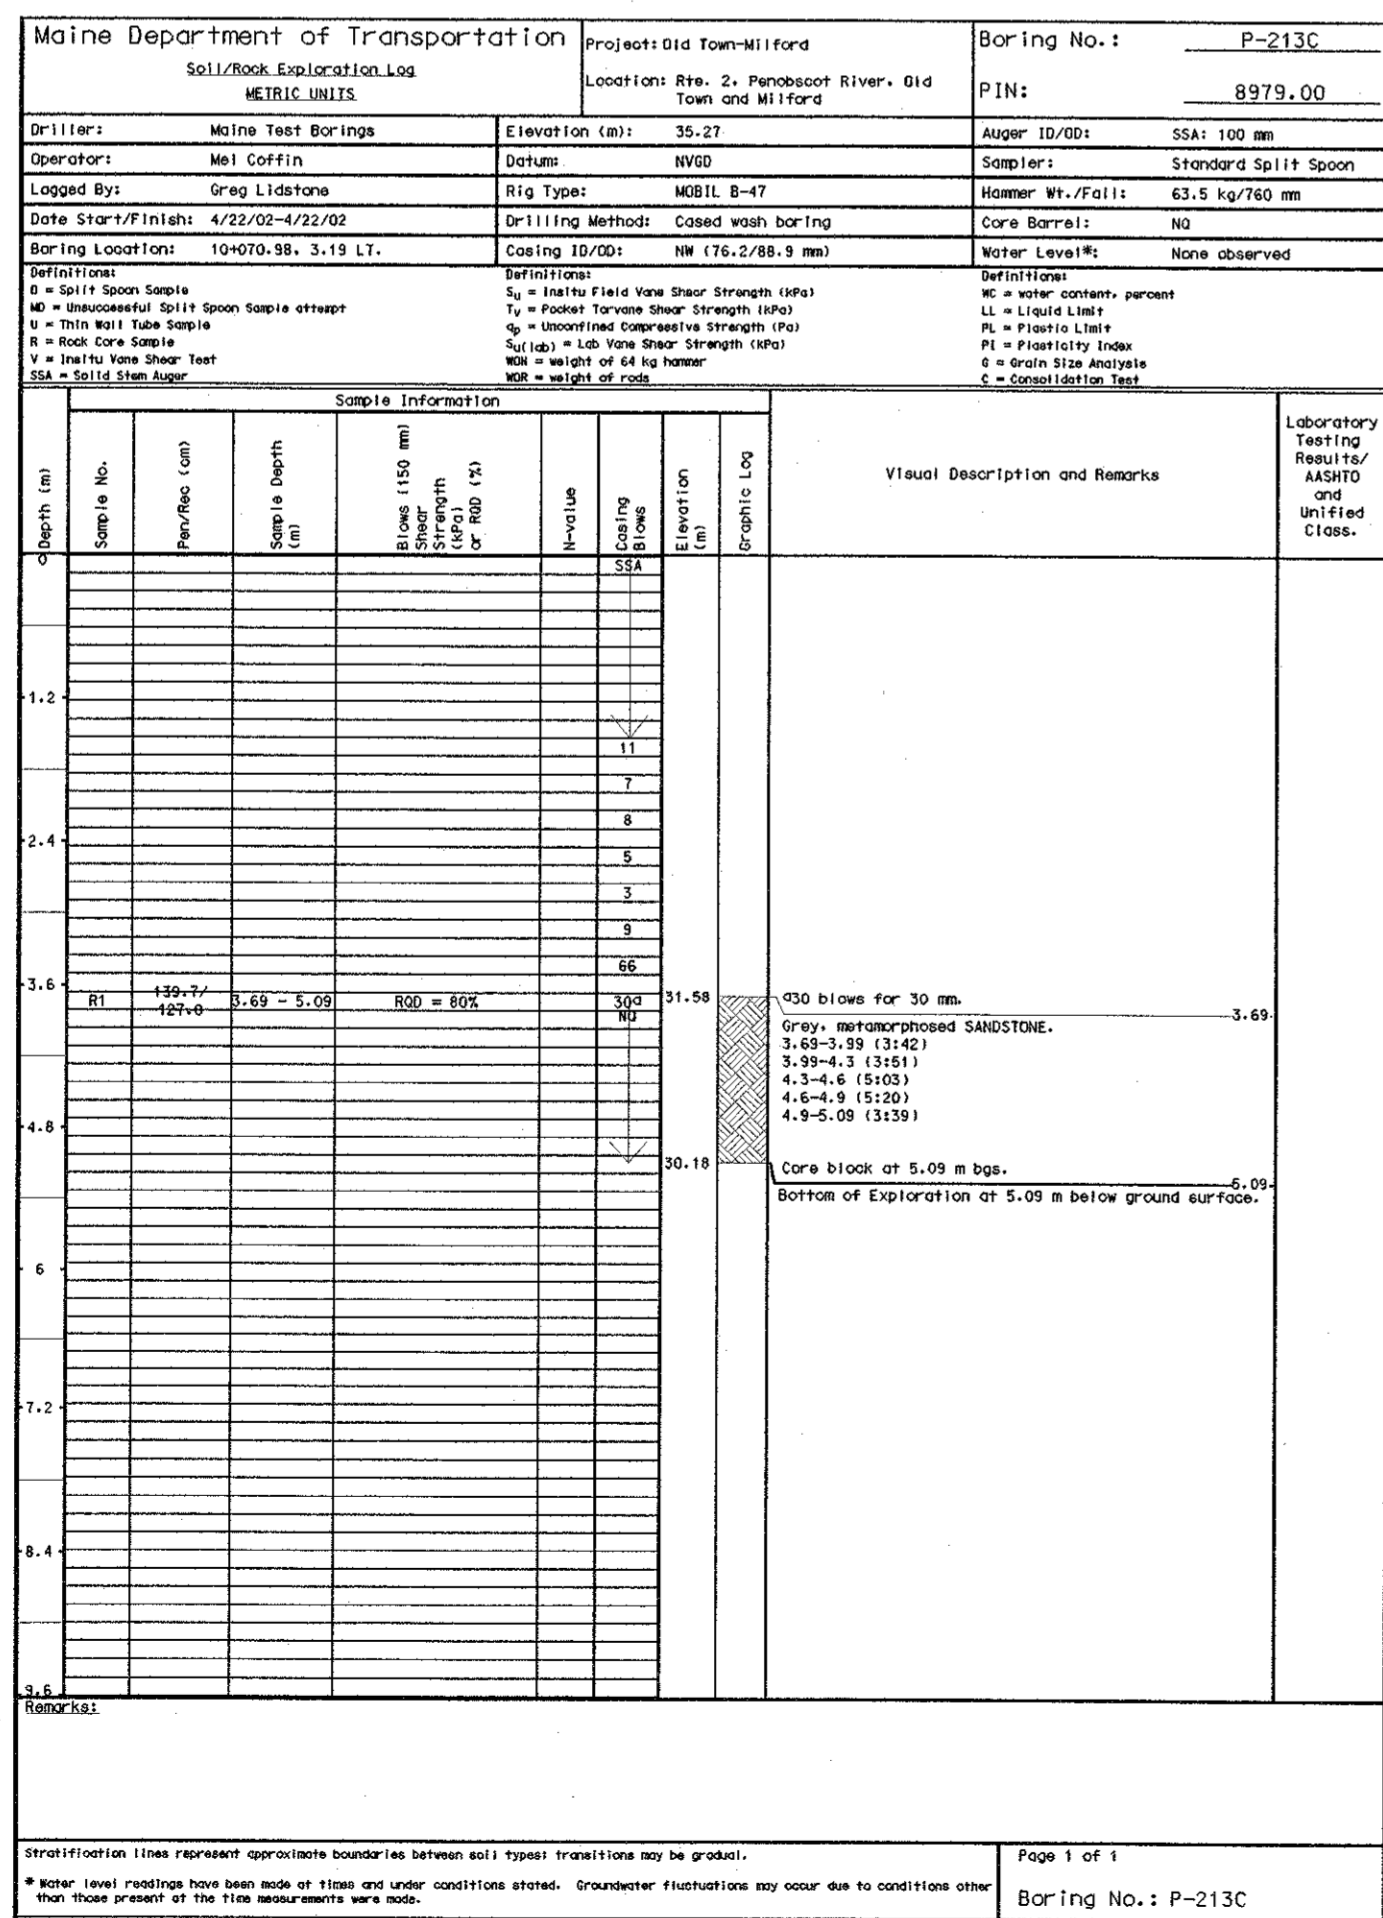 Maine Department of Transportation
Soil/Rock Exploration Log
METRIC UNITS
Project: Old Town-Milford
Location: Rte. 2, Penobscot River, Old
Town and Milford
Boring No.: P-213C
PIN: 8979.00
Driller: Maine Test Borings
Elevation (m): 35.27
Auger ID/OD: SSA: 100 mm
Operator: Mel Coffin
Datum: NVGD
Sampler: Standard Split Spoon
Logged By: Greg Lidstone
Rig Type: MOBIL B-47
Hammer Wt./Fall: 63.5 kg/760 mm
Date Start/Finish: 4/22/02-4/22/02
Drilling Method: Cased wash boring
Core Barrel: NQ
Boring Location: 10+070.98, 3.19 LT.
Casing ID/OD: NW (76.2/88.9 mm)
Water Level*: None observed
Definitions:
D = Split Spoon Sample
MD = Unsuccessful Split Spoon Sample attempt
U = Thin Wall Tube Sample
R = Rock Core Sample
V = Insitu Vane Shear Test
SSA = Solid Stem Auger
Definitions:
Su = Insitu Field Vane Shear Strength (kPa)
Tv = Pocket Torvane Shear Strength (kPa)
qp = Unconfined Compressive Strength (Pa)
Su(lab) = Lab Vane Shear Strength (kPa)
WOH = weight of 64 kg hammer
WOR = weight of rods
Definitions:
WC = water content, percent
LL = Liquid Limit
PL = Plastic Limit
PI = Plasticity Index
G = Grain Size Analysis
C = Consolidation Test
Sample Information
Depth (m)
Sample No.
Pen/Rec (cm)
Sample Depth
(m)
Blows (150 mm)
Shear
Strength
(kPa)
or RQD (%)
N-value
Casing
Blows
Elevation
(m)
Graphic Log
Visual Description and Remarks
Laboratory
Testing
Results/
AASHTO
and
Unified
Class.
0
SSA
1.2
11
7
8
2.4
5
3
9
66
3.6
R1
139.7/
127.0
3.69 - 5.09
RQD = 80%
30a
NQ
31.58
a30 blows for 30 mm.
3.69
Grey, metamorphosed SANDSTONE.
3.69-3.99 (3:42)
3.99-4.3 (3:51)
4.3-4.6 (5:03)
4.6-4.9 (5:20)
4.9-5.09 (3:39)
4.8
30.18
Core block at 5.09 m bgs.
5.09
Bottom of Exploration at 5.09 m below ground surface.
6
7.2
8.4
9.6
Remarks:
Stratification lines represent approximate boundaries between soil types; transitions may be gradual.
* Water level readings have been made at times and under conditions stated. Groundwater fluctuations may occur due to conditions other
than those present at the time measurements were made.
Page 1 of 1
Boring No.: P-213C